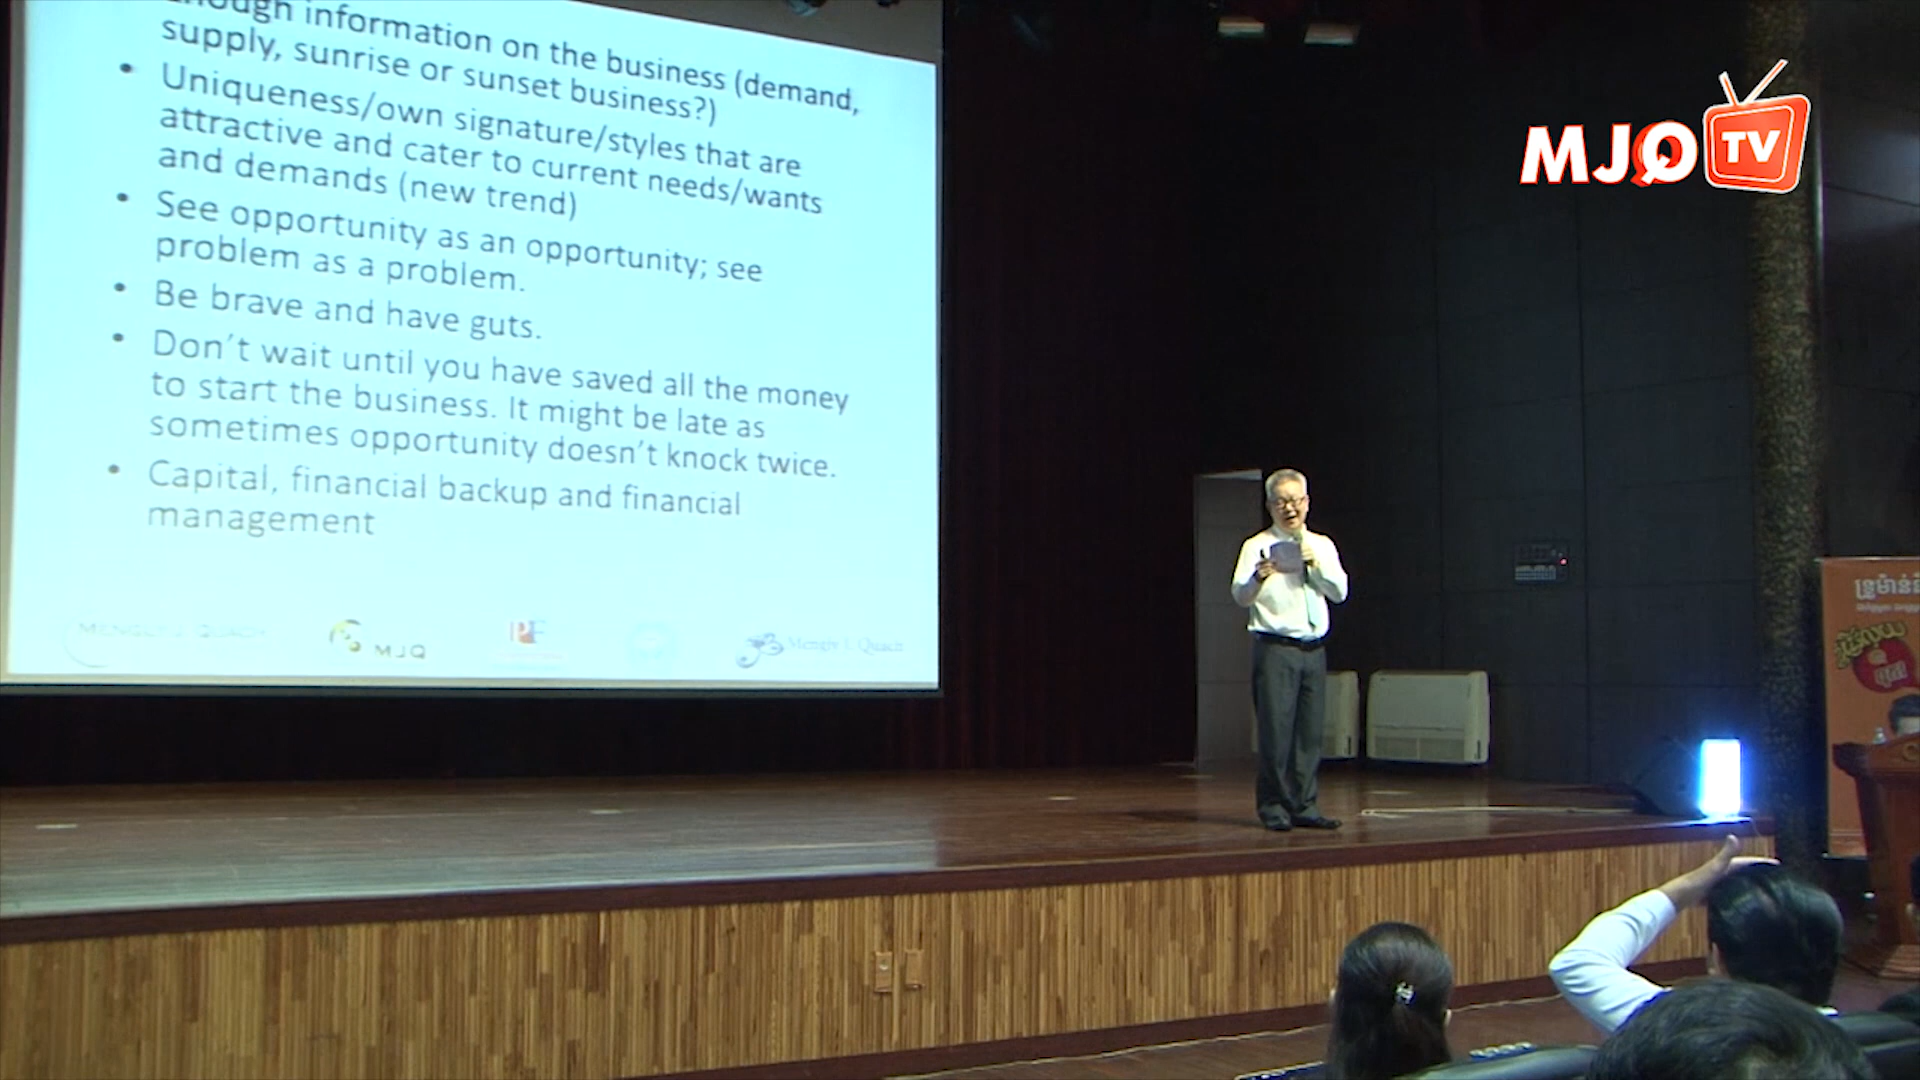 information on the business (demand,
supply, sunrise or sunset business?)
• Uniqueness/own signature/styles that are
attractive and cater to current needs/wants
and demands (new trend)
• See opportunity as an opportunity; see
problem as a problem.
• Be brave and have guts.
• Don't wait until you have saved all the money
to start the business. It might be late as
sometimes opportunity doesn't knock twice.
• Capital, financial backup and financial
management
MJQ
MJQ TV